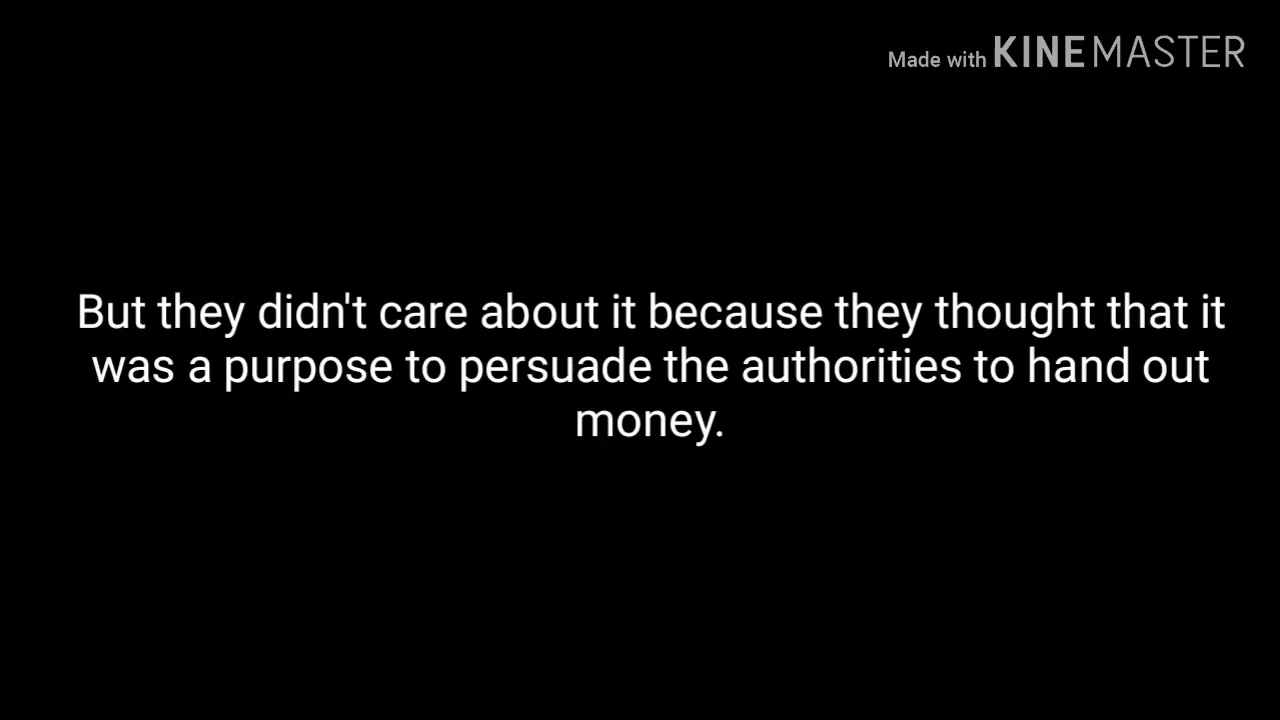 Made with KINEMASTER
But they didn't care about it because they thought that it
was a purpose to persuade the authorities to hand out
money.